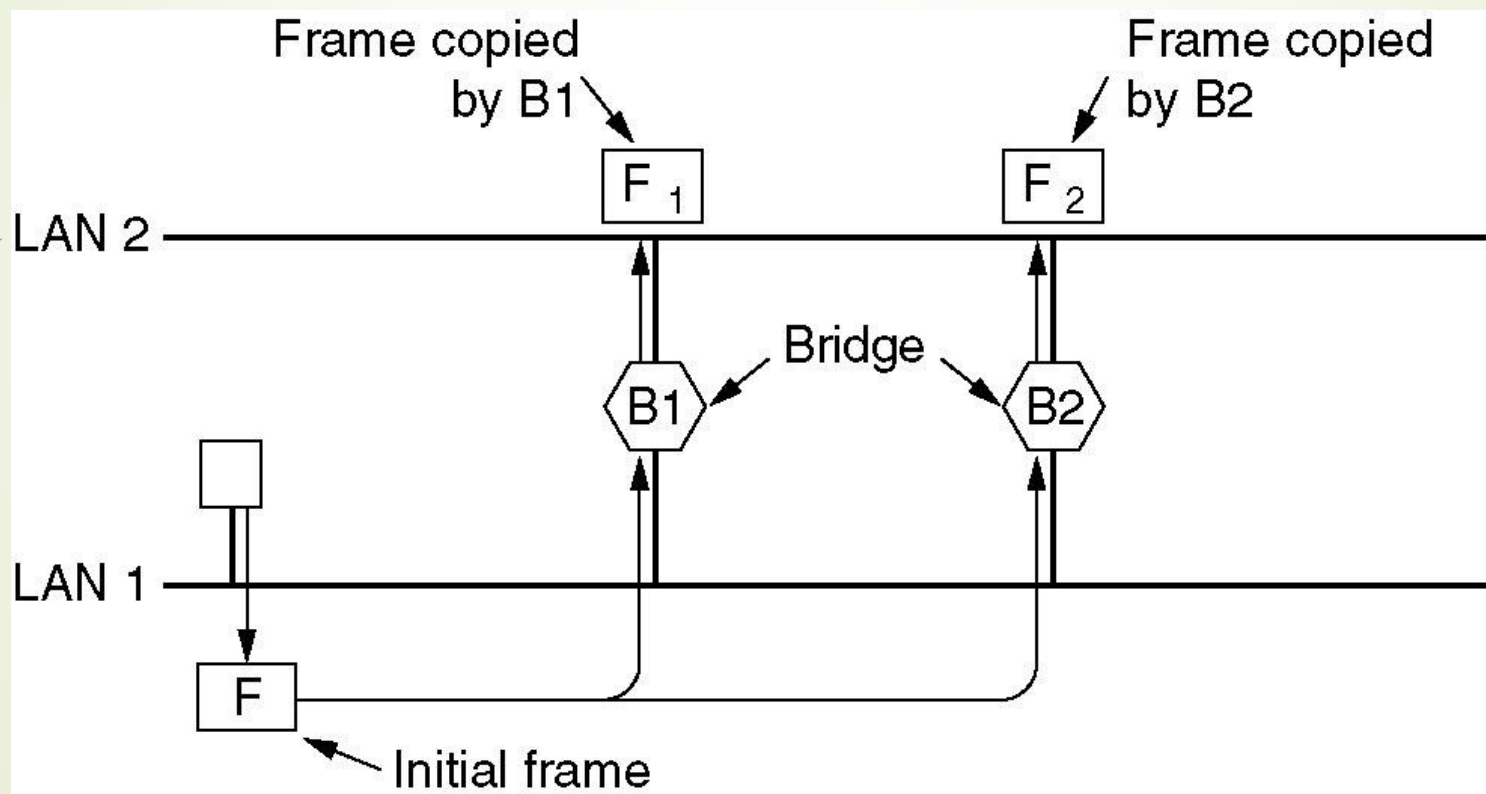 Frame copied
by B1
Frame copied
by B2
F 1
F 2
LAN 2
Bridge
B1
B2
LAN 1
F
Initial frame